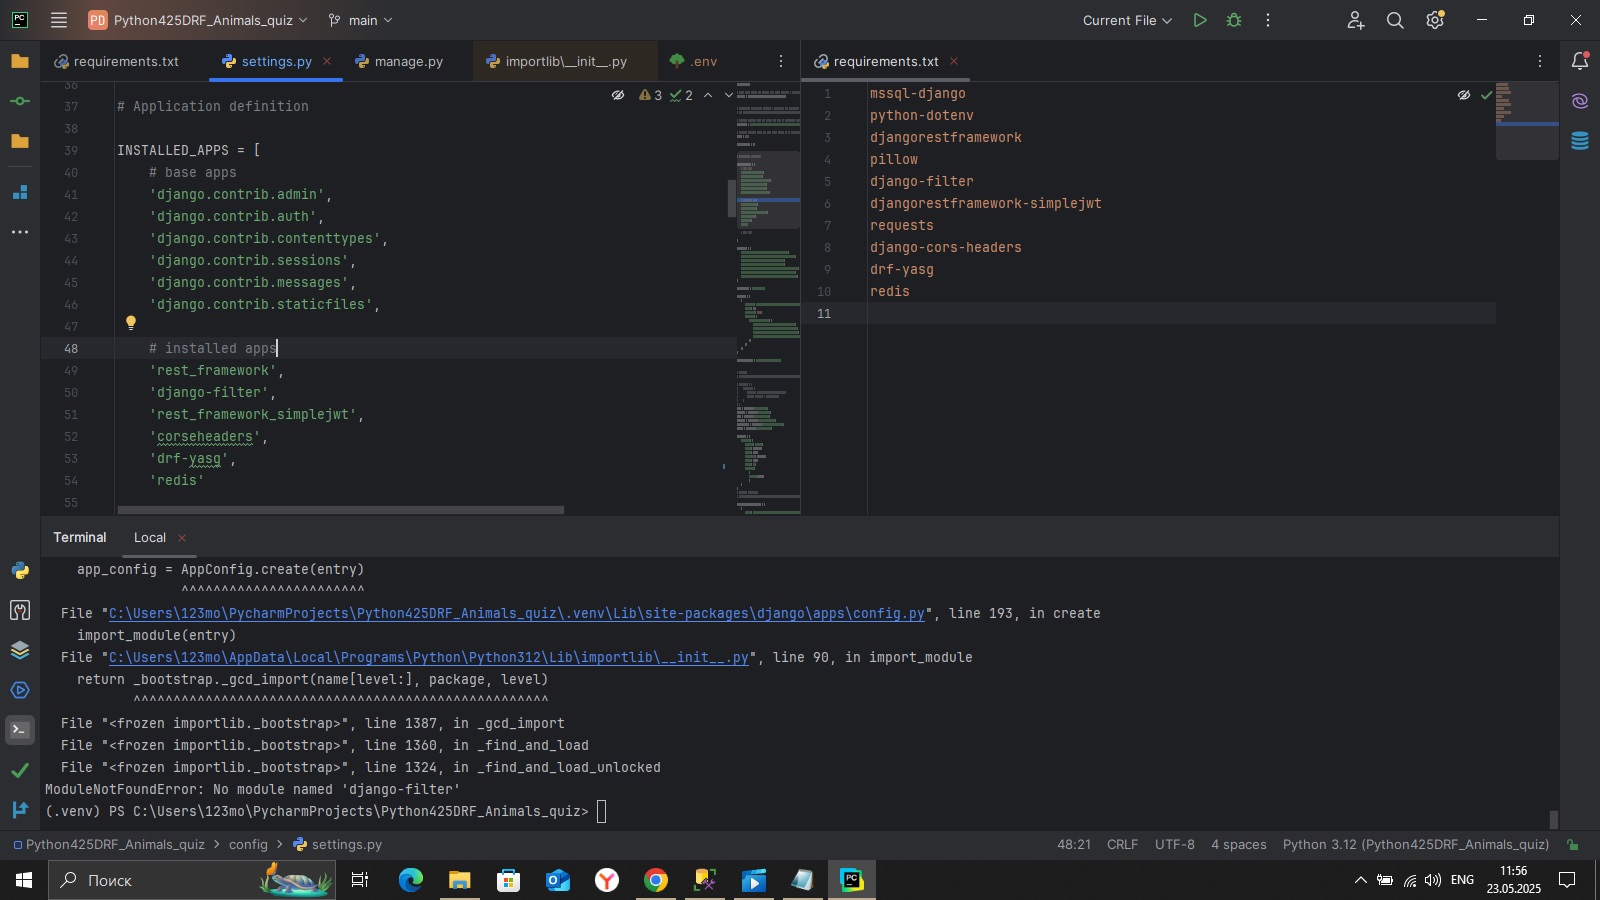 PC
PD Python425DRF_Animals_quiz
main
Current File
requirements.txt
settings.py
manage.py
importlib\__init__.py
.env
requirements.txt
3 2
36
37 # Application definition
38
39 INSTALLED_APPS = [
40 # base apps
41 'django.contrib.admin',
42 'django.contrib.auth',
43 'django.contrib.contenttypes',
44 'django.contrib.sessions',
45 'django.contrib.messages',
46 'django.contrib.staticfiles',
47
48 # installed apps
49 'rest_framework',
50 'django-filter',
51 'rest_framework_simplejwt',
52 'corseheaders',
53 'drf-yasg',
54 'redis'
55
1 mssql-django
2 python-dotenv
3 djangorestframework
4 pillow
5 django-filter
6 djangorestframework-simplejwt
7 requests
8 django-cors-headers
9 drf-yasg
10 redis
11
Terminal Local
app_config = AppConfig.create(entry)
^^^^^^^^^^^^^^^^^^^^^^^
File "C:\Users\123mo\PycharmProjects\Python425DRF_Animals_quiz\.venv\Lib\site-packages\django\apps\config.py", line 193, in create
import_module(entry)
File "C:\Users\123mo\AppData\Local\Programs\Python\Python312\Lib\importlib\__init__.py", line 90, in import_module
return _bootstrap._gcd_import(name[level:], package, level)
^^^^^^^^^^^^^^^^^^^^^^^^^^^^^^^^^^^^^^^^^^^^^^^^^^^^
File "<frozen importlib._bootstrap>", line 1387, in _gcd_import
File "<frozen importlib._bootstrap>", line 1360, in _find_and_load
File "<frozen importlib._bootstrap>", line 1324, in _find_and_load_unlocked
ModuleNotFoundError: No module named 'django-filter'
(.venv) PS C:\Users\123mo\PycharmProjects\Python425DRF_Animals_quiz>
Python425DRF_Animals_quiz > config > settings.py
48:21 CRLF UTF-8 4 spaces Python 3.12 (Python425DRF_Animals_quiz)
Поиск
PC
ENG
11:56
23.05.2025